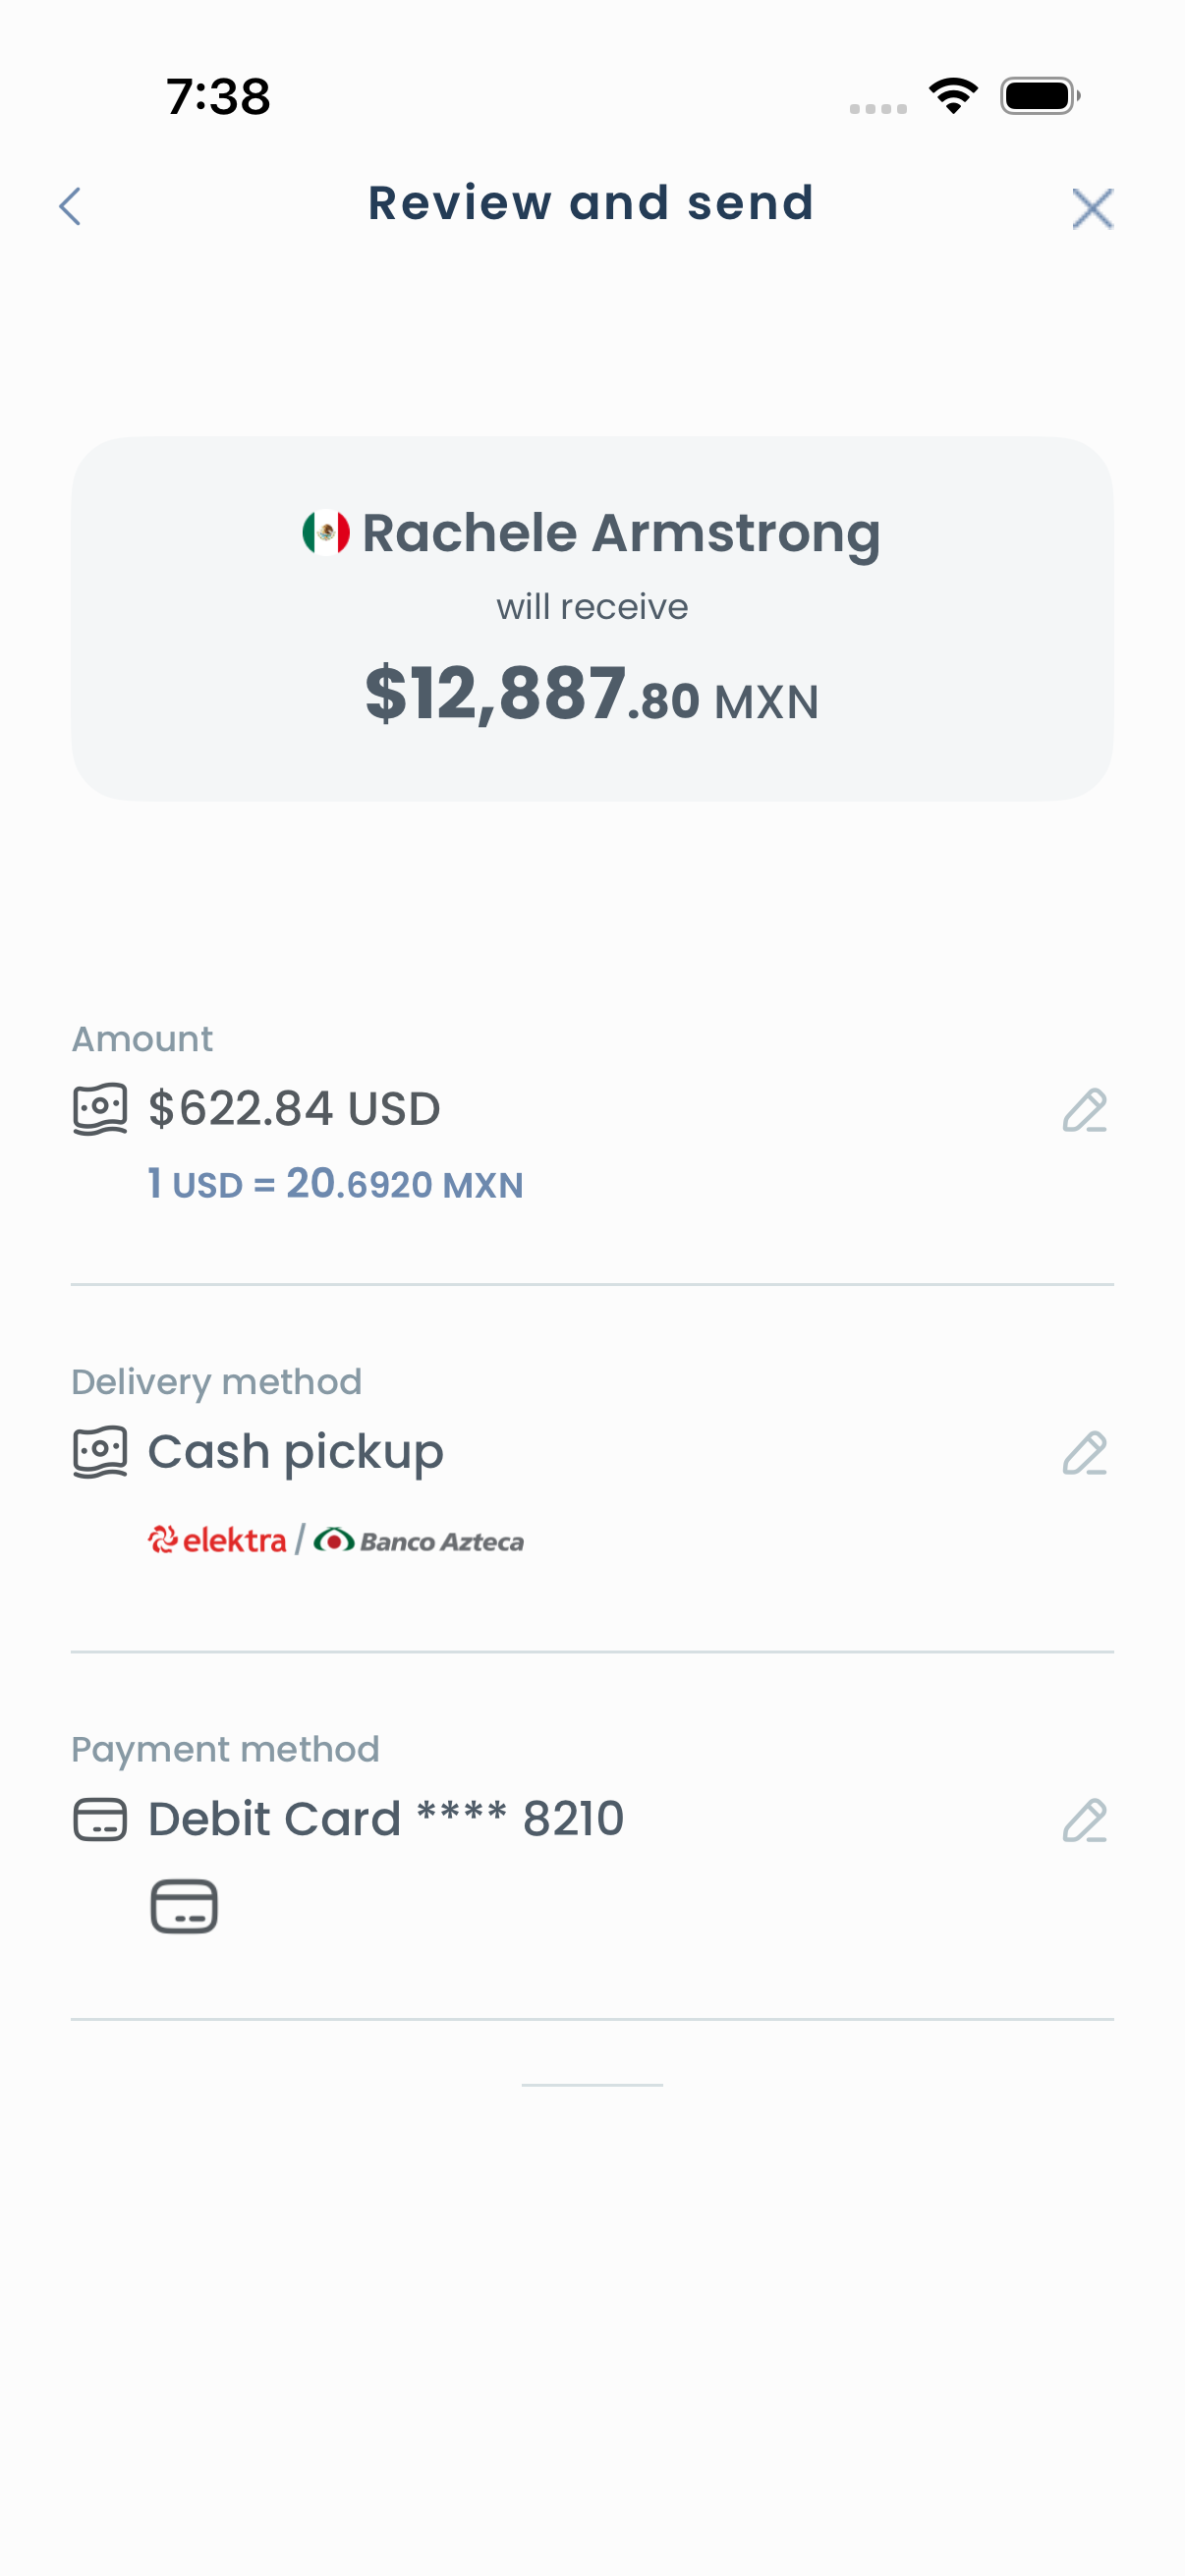 7:38
Review and send
Rachele Armstrong
will receive
$12,887.80 MXN
Amount
$622.84 USD
1 USD = 20.6920 MXN
Delivery method
Cash pickup
elektra / Banco Azteca
Payment method
Debit Card **** 8210